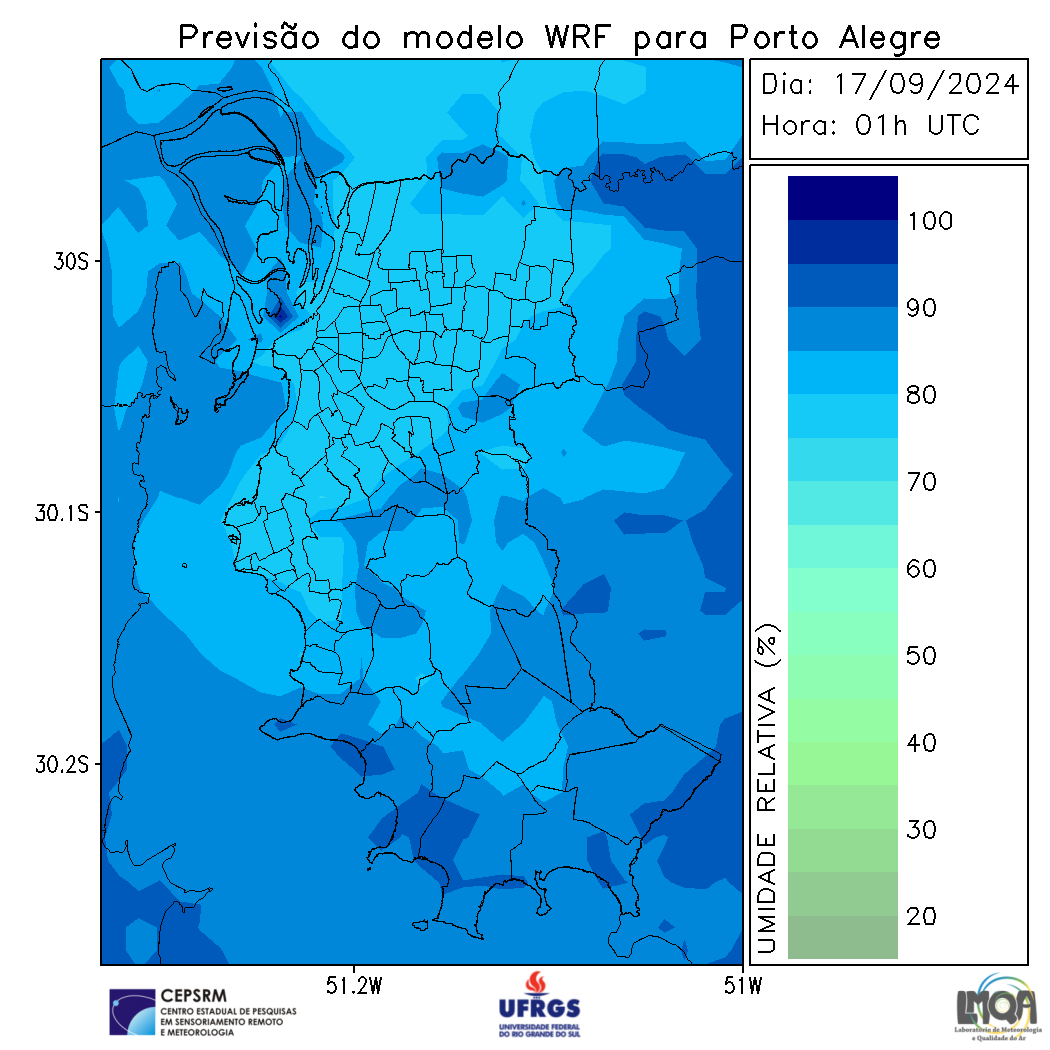 Previsão do modelo WRF para Porto Alegre
Dia: 17/09/2024
Hora: 01h UTC
100
90
80
70
60
50
40
30
20
UMIDADE RELATIVA (%)
30S
30.1S
30.2S
51.2W
51W
CEPSRM
CENTRO ESTADUAL DE PESQUISAS
EM SENSORIAMENTO REMOTO
E METEOROLOGIA
UFRGS
UNIVERSIDADE FEDERAL
DO RIO GRANDE DO SUL
LMQA
Laboratório de Meteorologia
e Qualidade do Ar